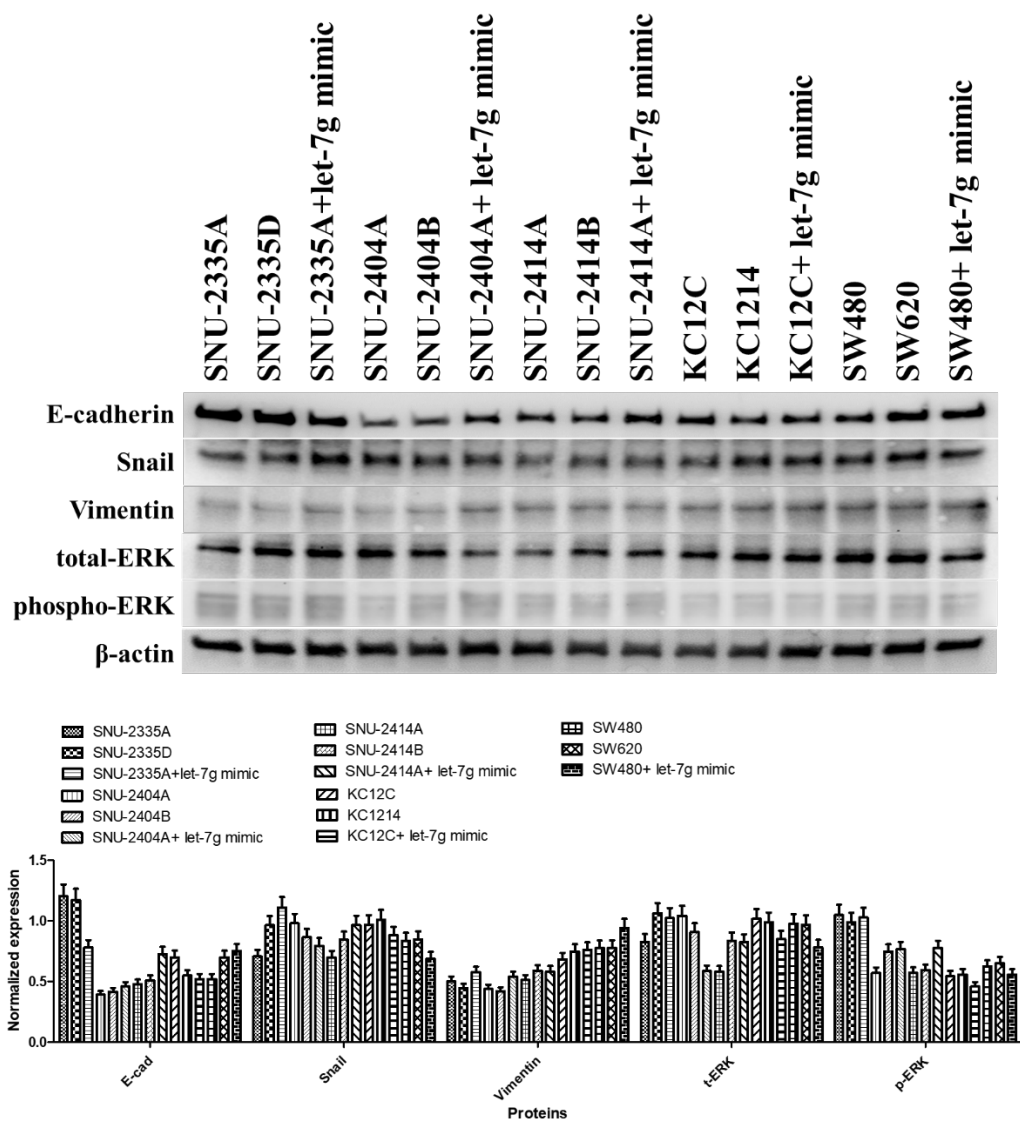 SNU-2335A
SNU-2335D
SNU-2335A+let-7g mimic
SNU-2404A
SNU-2404B
SNU-2404A+ let-7g mimic
SNU-2414A
SNU-2414B
SNU-2414A+ let-7g mimic
KC12C
KC1214
KC12C+ let-7g mimic
SW480
SW620
SW480+ let-7g mimic
E-cadherin
Snail
Vimentin
total-ERK
phospho-ERK
β-actin
SNU-2335A
SNU-2335D
SNU-2335A+let-7g mimic
SNU-2404A
SNU-2404B
SNU-2404A+ let-7g mimic
SNU-2414A
SNU-2414B
SNU-2414A+ let-7g mimic
KC12C
KC1214
KC12C+ let-7g mimic
SW480
SW620
SW480+ let-7g mimic
Normalized expression
1.5
1.0
0.5
0.0
E-cad
Snail
Vimentin
t-ERK
p-ERK
Proteins